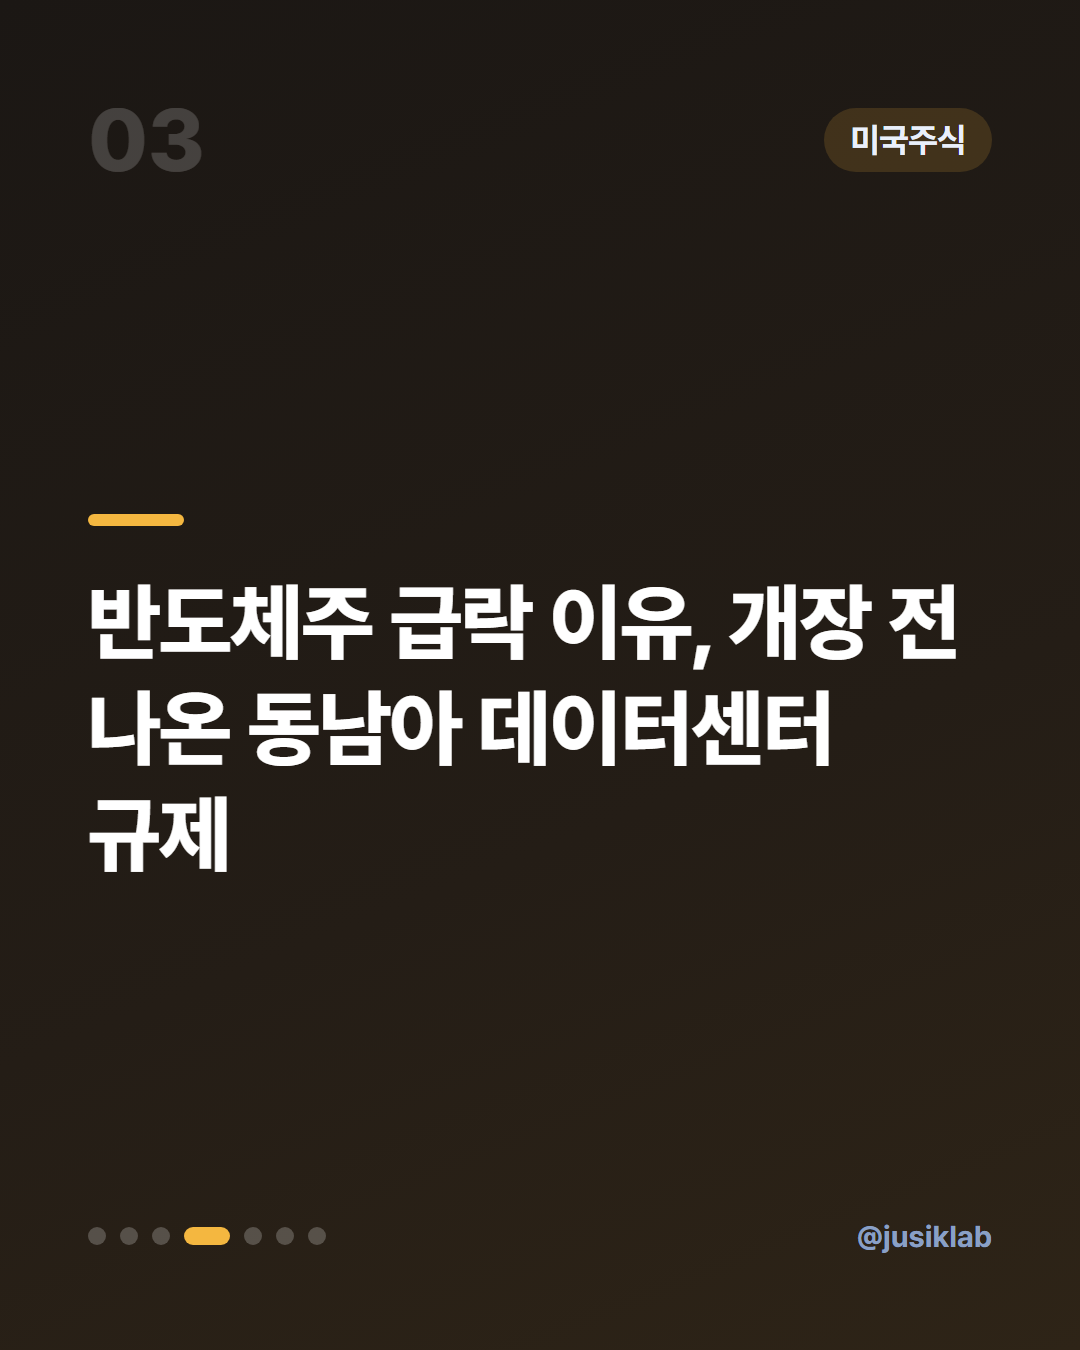 03
미국주식
반도체주 급락 이유, 개장 전
나온 동남아 데이터센터
규제
@jusiklab